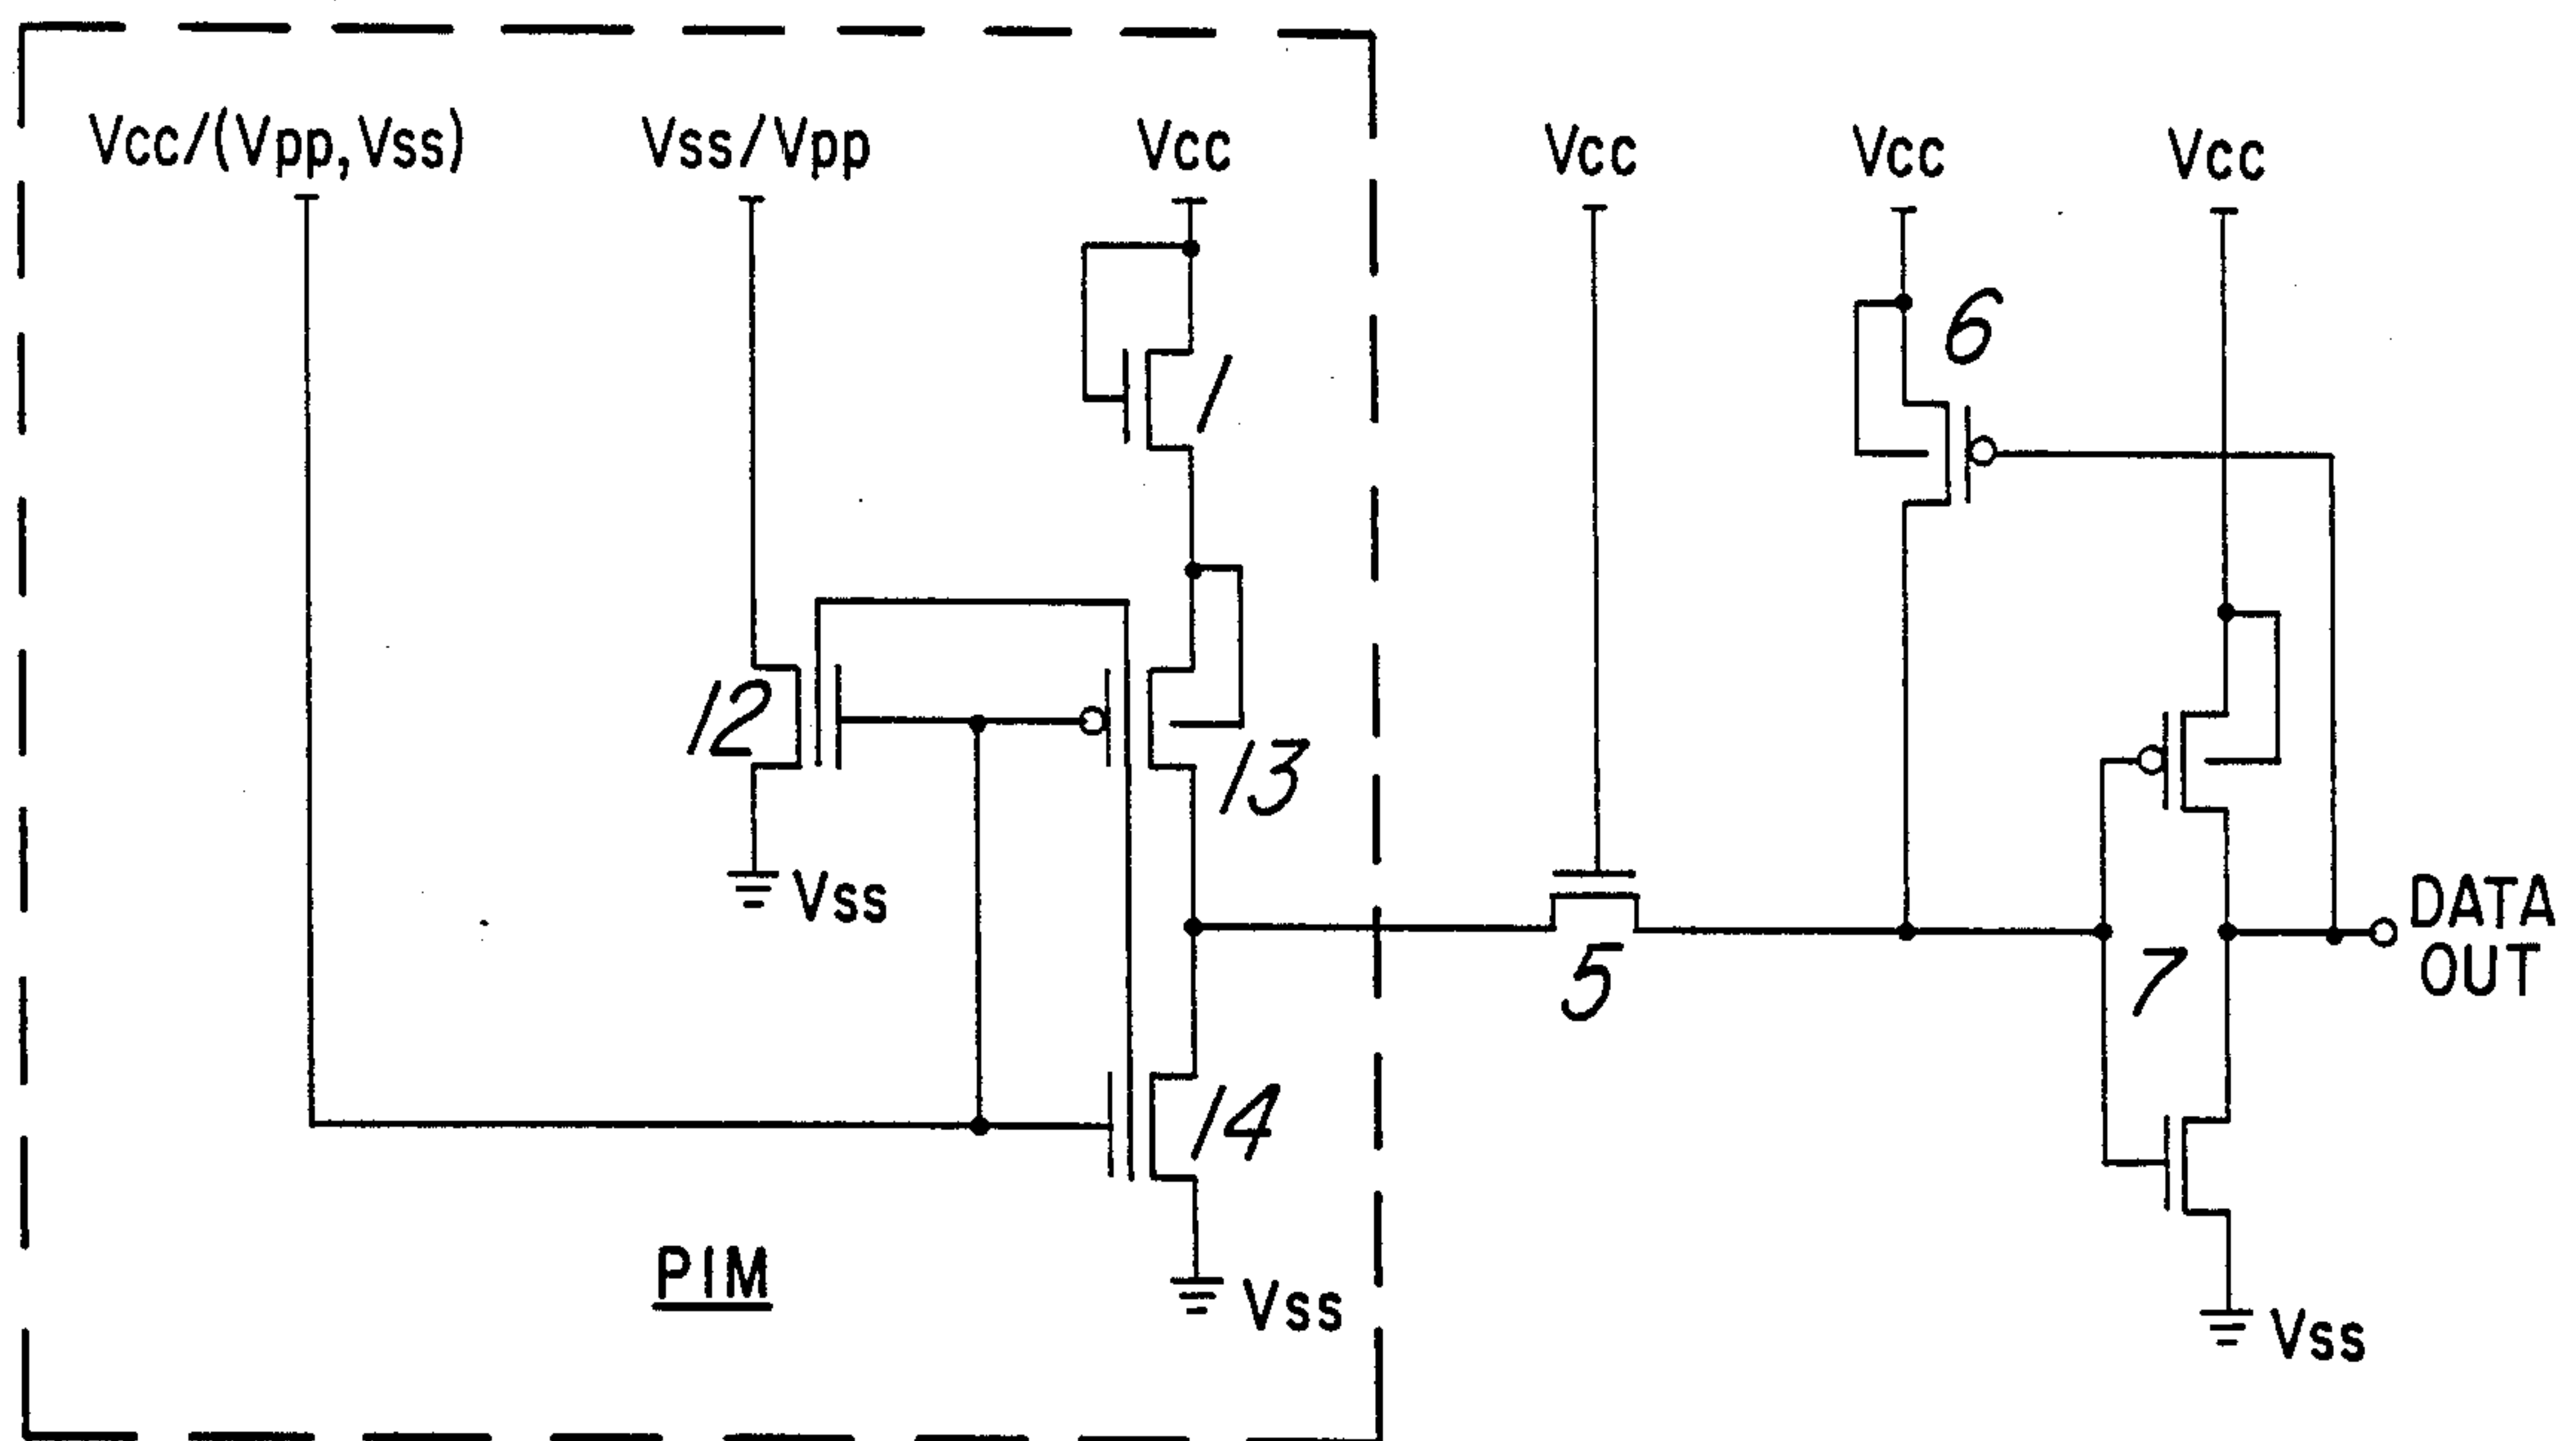 Vcc/(Vpp,Vss)
Vss/Vpp
Vcc
Vcc
Vcc
Vcc
6
1
12
13
Vss
DATA
OUT
5
7
14
PIM
Vss
Vss